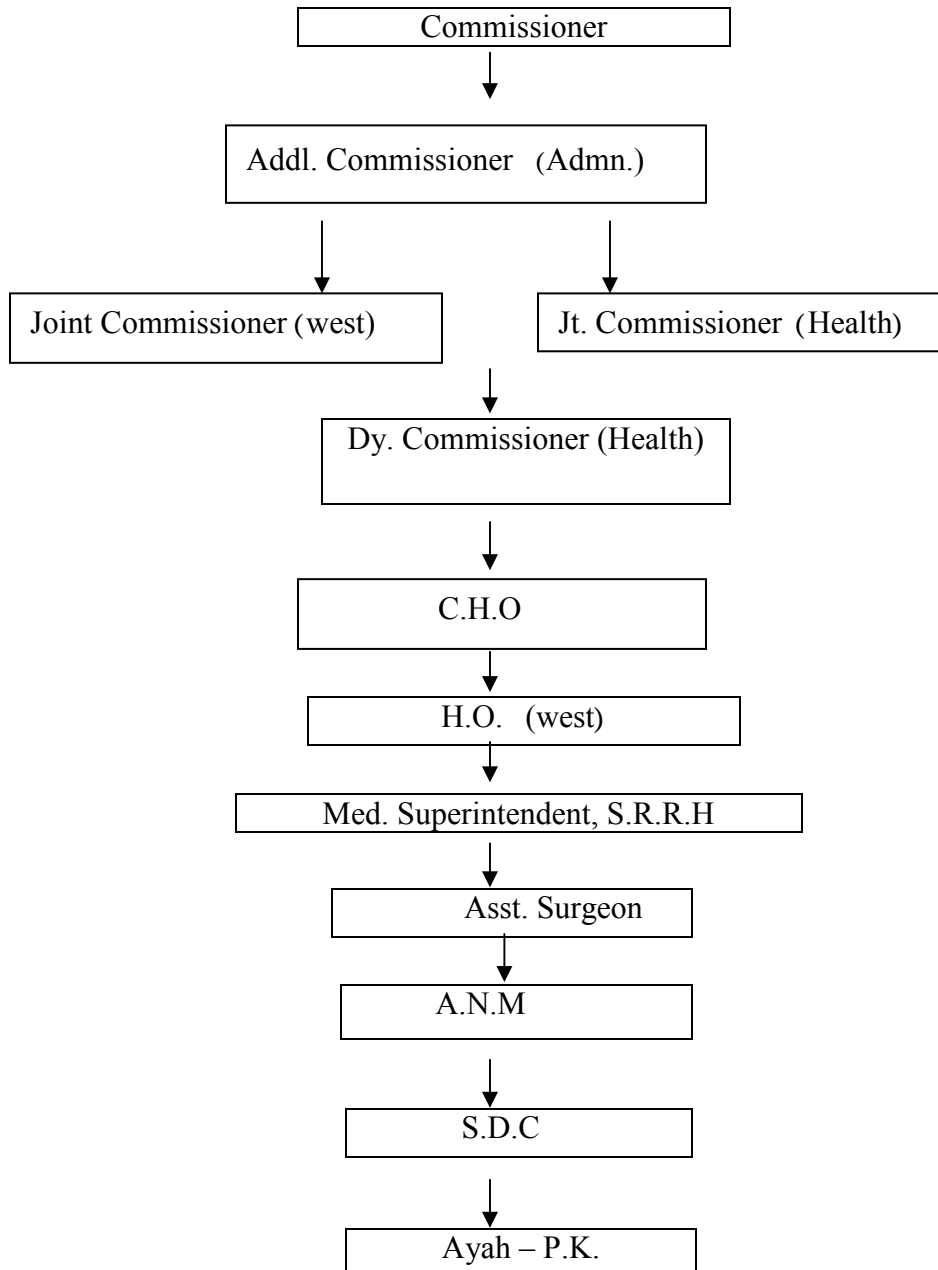 Commissioner
Addl. Commissioner (Admn.)
Joint Commissioner (west)
Jt. Commissioner (Health)
Dy. Commissioner (Health)
C.H.O
H.O. (west)
Med. Superintendent, S.R.R.H
Asst. Surgeon
A.N.M
S.D.C
Ayah – P.K.